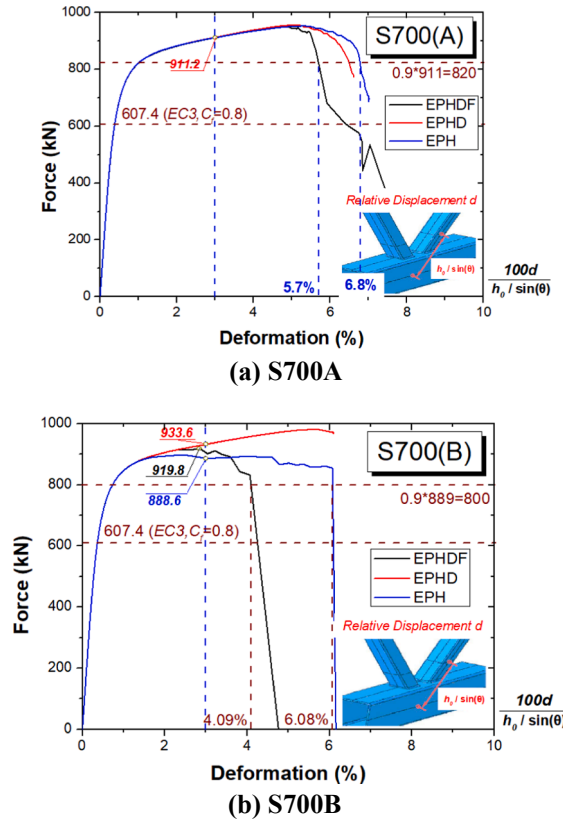 S700(A)
1000
800
600
400
200
0
Force (kN)
911.2
0.9*911=820
607.4 (EC3,Cf=0.8)
EPHDF
EPHD
EPH
Relative Displacement d
h0 / sin(θ)
5.7%
6.8%
0 2 4 6 8 10
100d
h0 / sin(θ)
Deformation (%)
(a) S700A
S700(B)
1000
800
600
400
200
0
Force (kN)
933.6
919.8
888.6
0.9*889=800
607.4 (EC3,C =0.8)
EPHDF
EPHD
EPH
Relative Displacement d
h0 / sin(θ)
4.09%
6.08%
0 2 4 6 8 10
100d
h0 / sin(θ)
Deformation (%)
(b) S700B